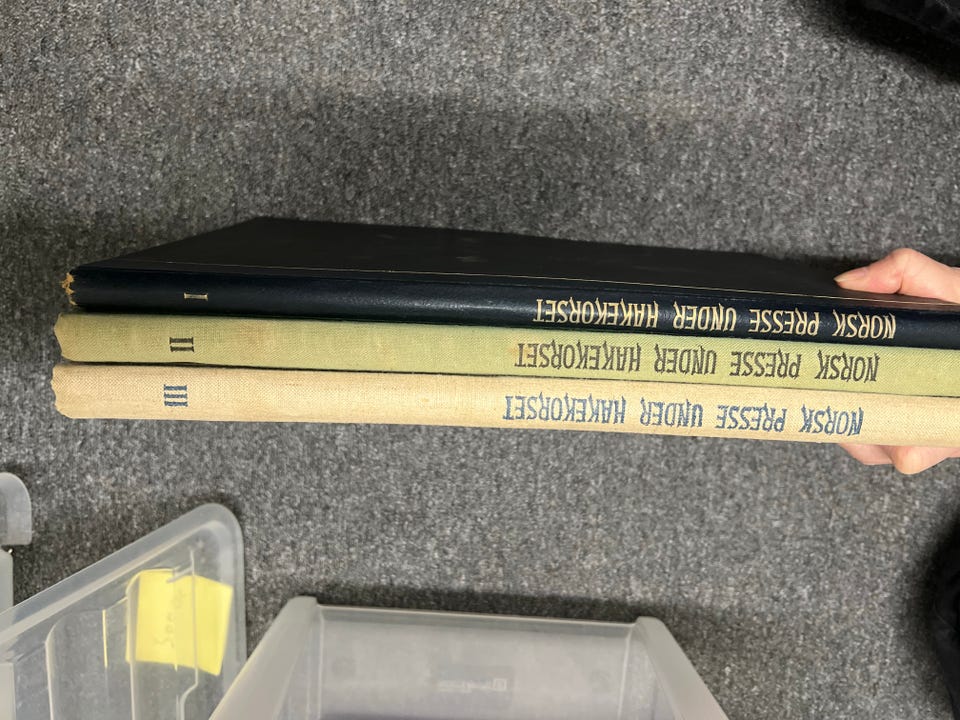 NORSK PRESSE UNDER HAKEKORSET I
NORSK PRESSE UNDER HAKEKORSET II
NORSK PRESSE UNDER HAKEKORSET III